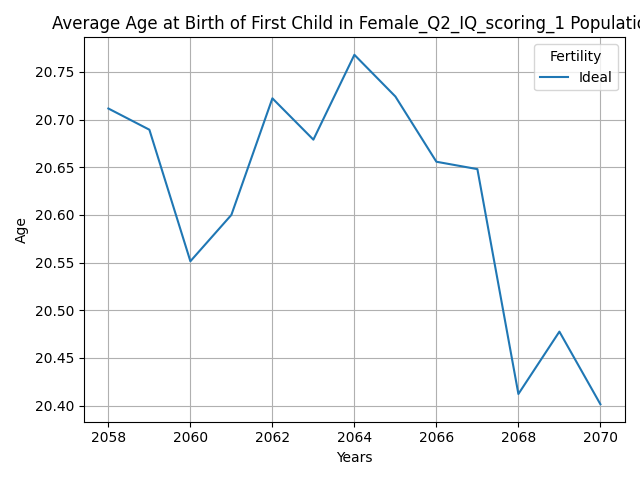 Average Age at Birth of First Child in Female_Q2_IQ_scoring_1
Fertility
Ideal
20.75
20.70
20.65
20.60
20.55
20.50
20.45
20.40
Age
2058 2060 2062 2064 2066 2068 2070
Years